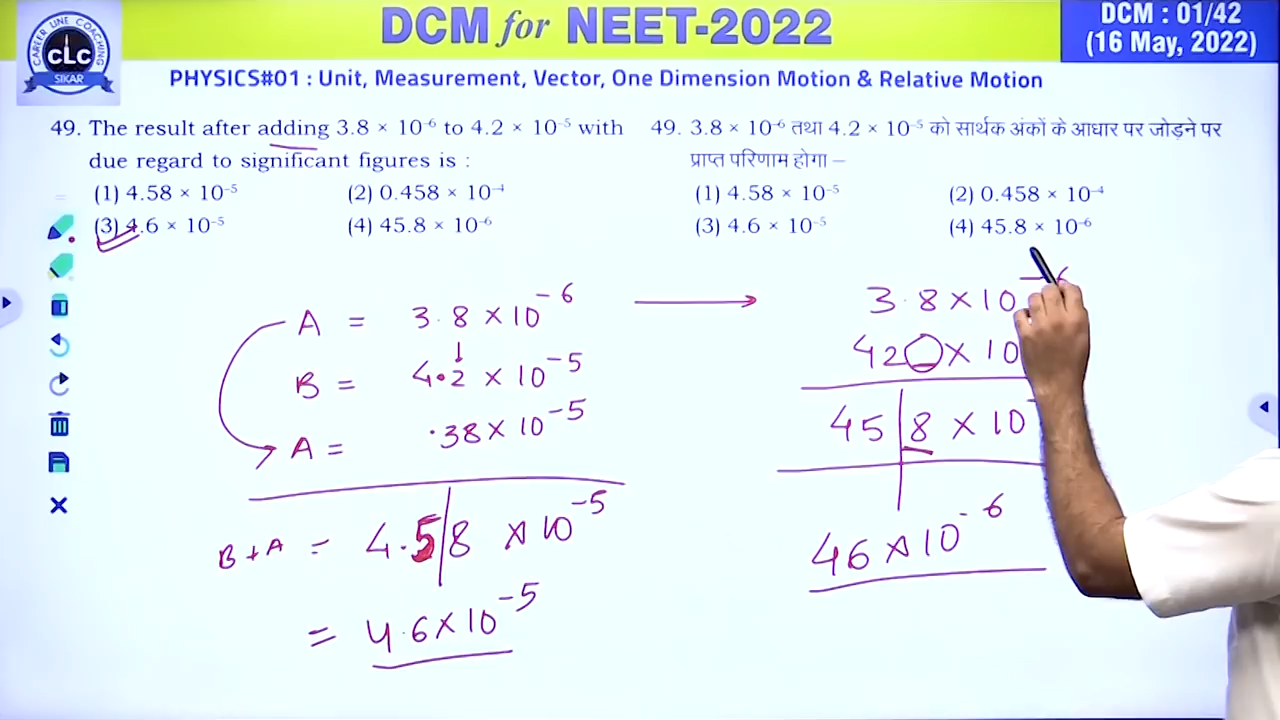 CAREER LINE COACHING
CLC
SIKAR
DCM for NEET-2022
DCM : 01/42
(16 May, 2022)
PHYSICS#01 : Unit, Measurement, Vector, One Dimension Motion & Relative Motion
49. The result after adding 3.8 × 10⁻⁶ to 4.2 × 10⁻⁵ with
due regard to significant figures is :
(1) 4.58 × 10⁻⁵ (2) 0.458 × 10⁻⁴
(3) 4.6 × 10⁻⁵ (4) 45.8 × 10⁻⁶
49. 3.8 × 10⁻⁶ तथा 4.2 × 10⁻⁵ को सार्थक अंकों के आधार पर जोड़ने पर
प्राप्त परिणाम होगा –
(1) 4.58 × 10⁻⁵ (2) 0.458 × 10⁻⁴
(3) 4.6 × 10⁻⁵ (4) 45.8 × 10⁻⁶
A = 3.8 × 10⁻⁶
B = 4.2 × 10⁻⁵
A = .38 × 10⁻⁵
B + A = 4.58 × 10⁻⁵
= 4.6 × 10⁻⁵
3.8 × 10⁻⁶
42 × 10
45 8 × 10
46 × 10⁻⁶